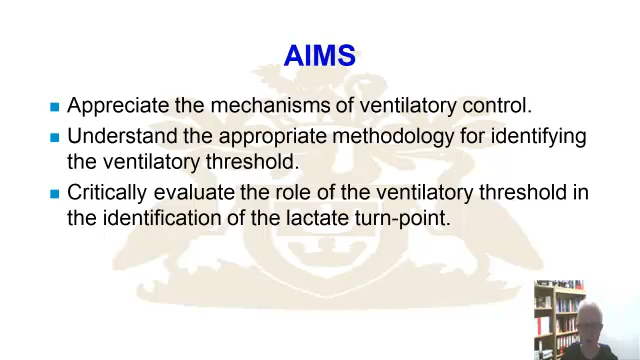 AIMS
Appreciate the mechanisms of ventilatory control.
Understand the appropriate methodology for identifying
the ventilatory threshold.
Critically evaluate the role of the ventilatory threshold in
the identification of the lactate turn-point.